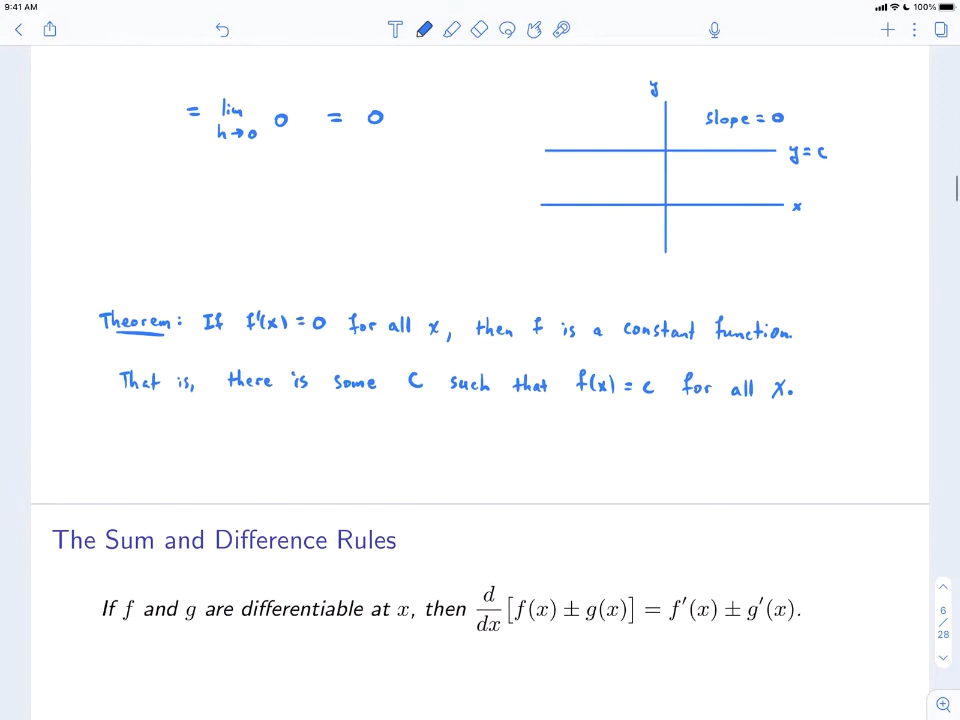 9:41 AM
100%
= lim h→0 0 = 0
y
slope = 0
y = c
x
Theorem: If f'(x) = 0 for all x, then f is a constant function.
That is, there is some C such that f(x) = c for all x.
The Sum and Difference Rules
If f and g are differentiable at x, then d/dx [f(x) ± g(x)] = f′(x) ± g′(x).
6
/
28